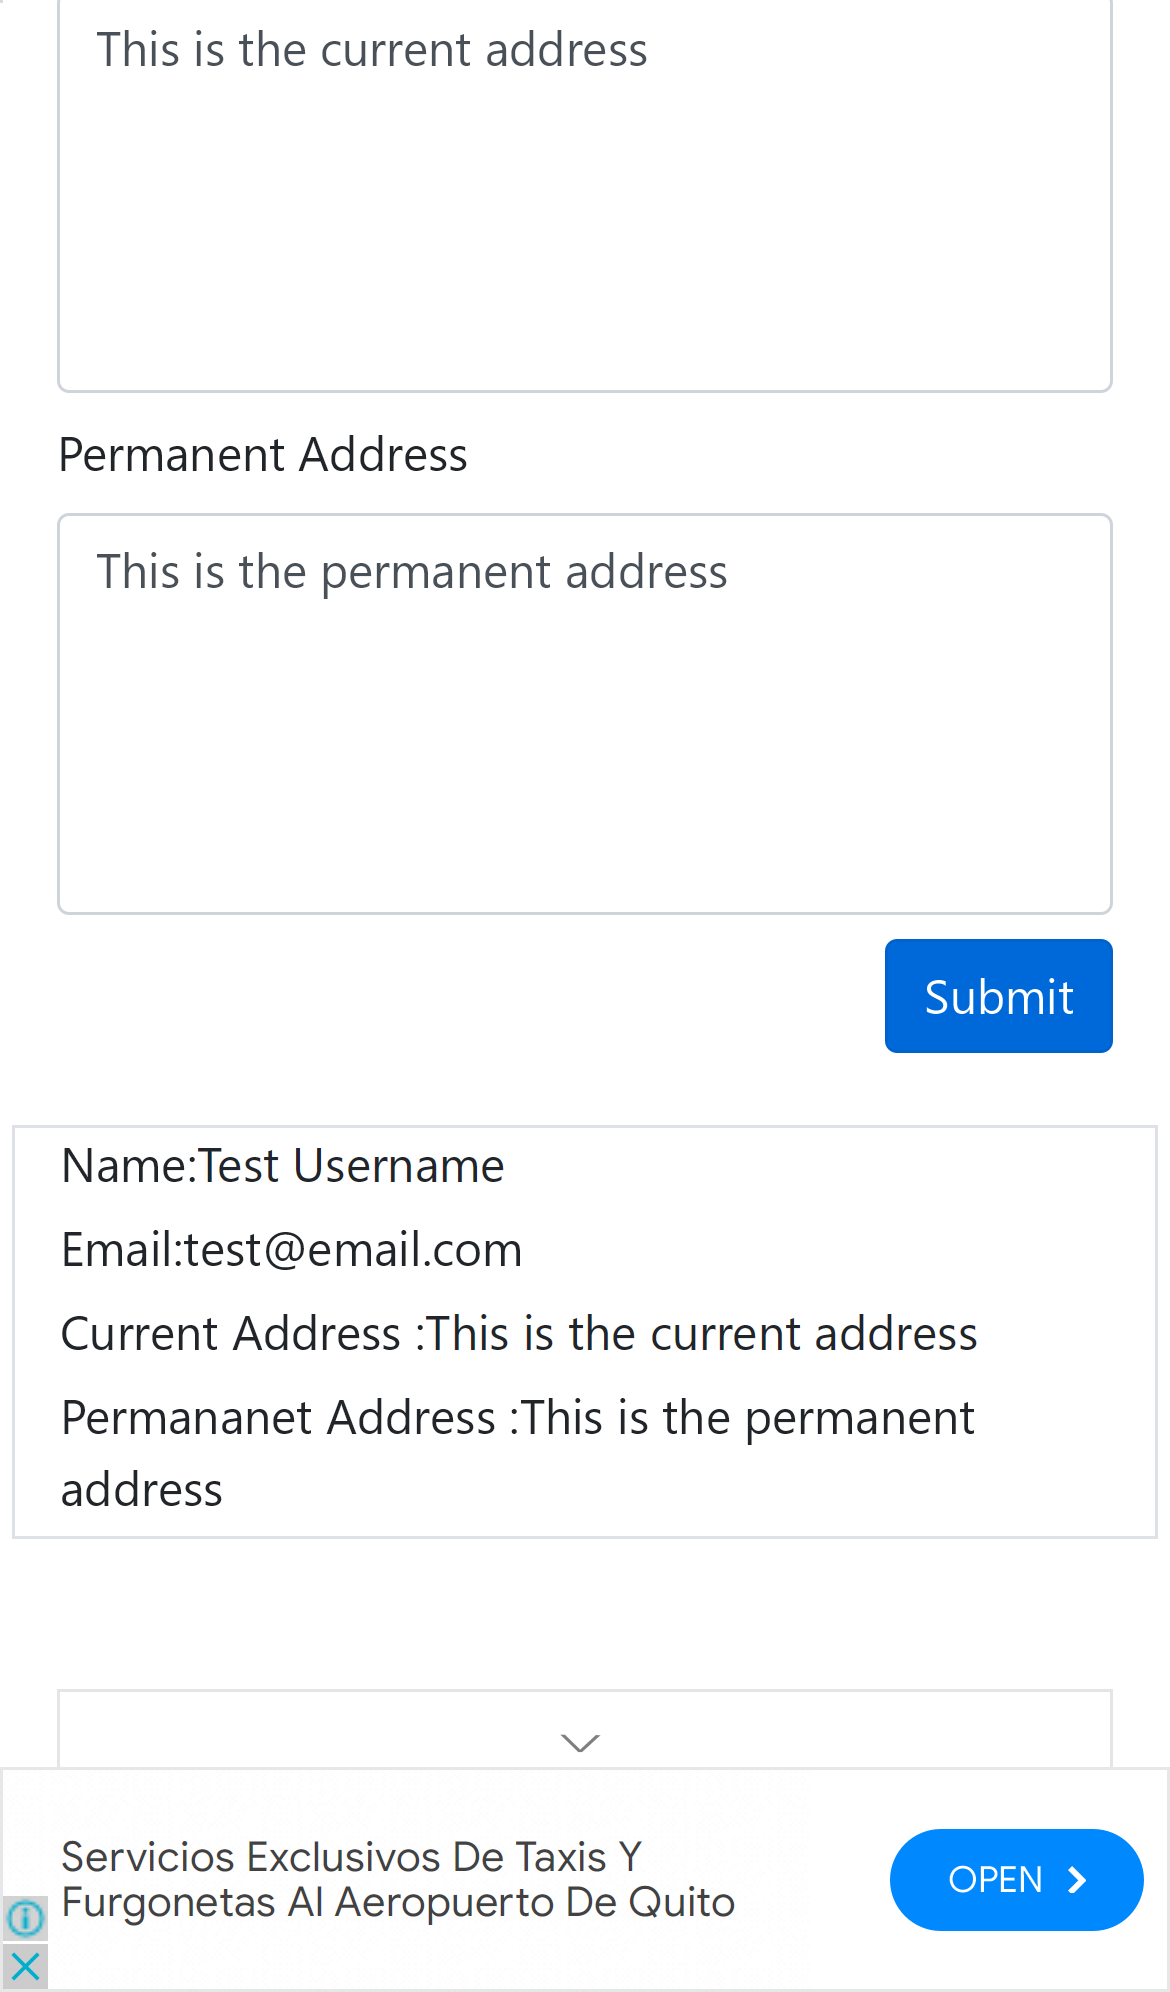 This is the current address
Permanent Address
This is the permanent address
Submit
Name:Test Username
Email:test@email.com
Current Address :This is the current address
Permananet Address :This is the permanent
address
Servicios Exclusivos De Taxis Y
Furgonetas Al Aeropuerto De Quito
OPEN